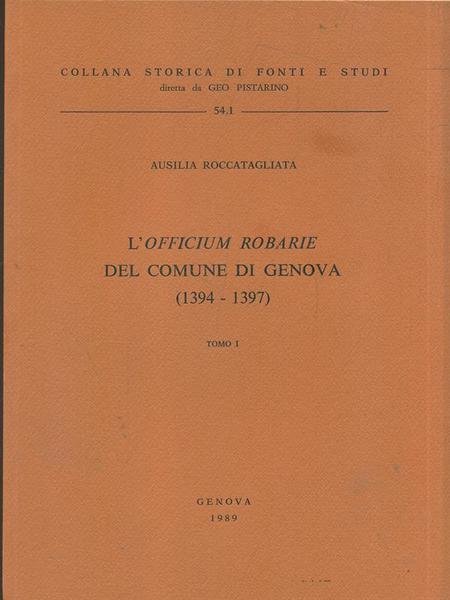 COLLANA STORICA DI FONTI E STUDI
diretta da GEO PISTARINO
54.1
AUSILIA ROCCATAGLIATA
L'OFFICIUM ROBARIE
DEL COMUNE DI GENOVA
(1394 - 1397)
TOMO I
GENOVA
1989